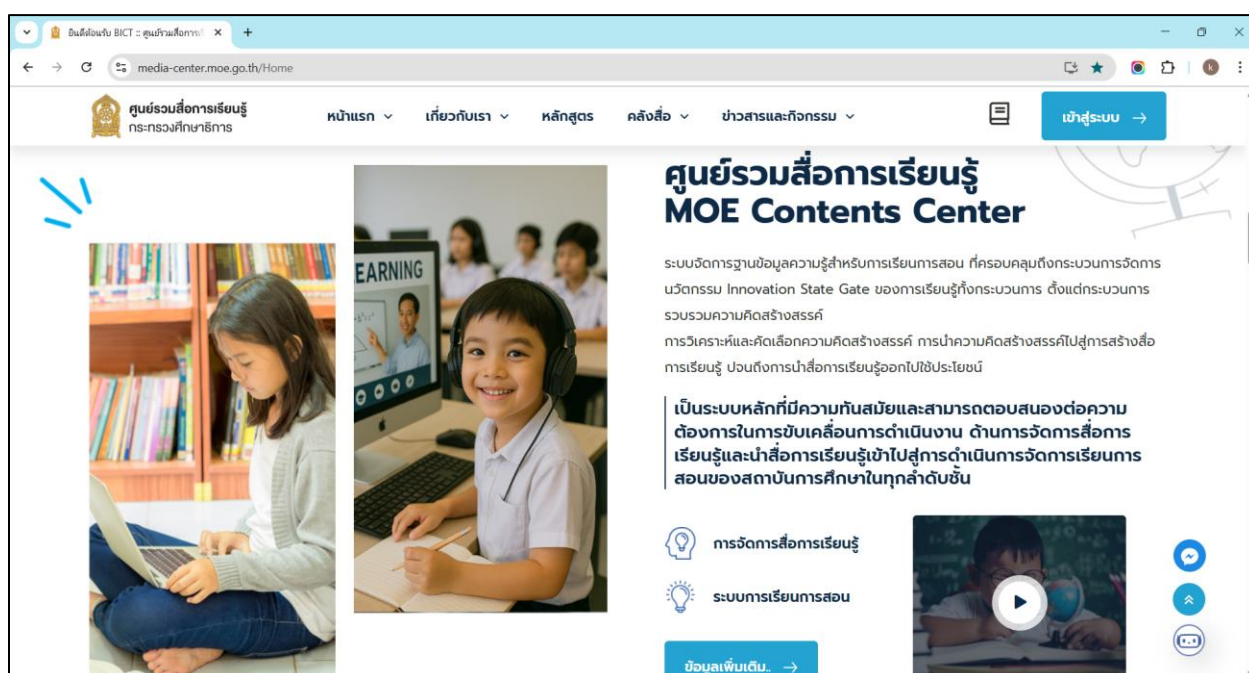 ยินดีต้อนรับ BICT :: ศูนย์รวมสื่อการเ
media-center.moe.go.th/Home
k
ศูนย์รวมสื่อการเรียนรู้
กระทรวงศึกษาธิการ
หน้าแรก
เกี่ยวกับเรา
หลักสูตร
คลังสื่อ
ข่าวสารและกิจกรรม
เข้าสู่ระบบ →
EARNING
ศูนย์รวมสื่อการเรียนรู้
MOE Contents Center
ระบบจัดการฐานข้อมูลความรู้สำหรับการเรียนการสอน ที่ครอบคลุมถึงกระบวนการจัดการ
นวัตกรรม Innovation State Gate ของการเรียนรู้ทั้งกระบวนการ ตั้งแต่กระบวนการ
รวบรวมความคิดสร้างสรรค์
การวิเคราะห์และคัดเลือกความคิดสร้างสรรค์ การนำความคิดสร้างสรรค์ไปสู่การสร้างสื่อ
การเรียนรู้ ปจนถึงการนำสื่อการเรียนรู้ออกไปใช้ประโยชน์
เป็นระบบหลักที่มีความทันสมัยและสามารถตอบสนองต่อความ
ต้องการในการขับเคลื่อนการดำเนินงาน ด้านการจัดการสื่อการ
เรียนรู้และนำสื่อการเรียนรู้เข้าไปสู่การดำเนินการจัดการเรียนการ
สอนของสถาบันการศึกษาในทุกลำดับชั้น
การจัดการสื่อการเรียนรู้
ระบบการเรียนการสอน
ข้อมูลเพิ่มเติม.. →